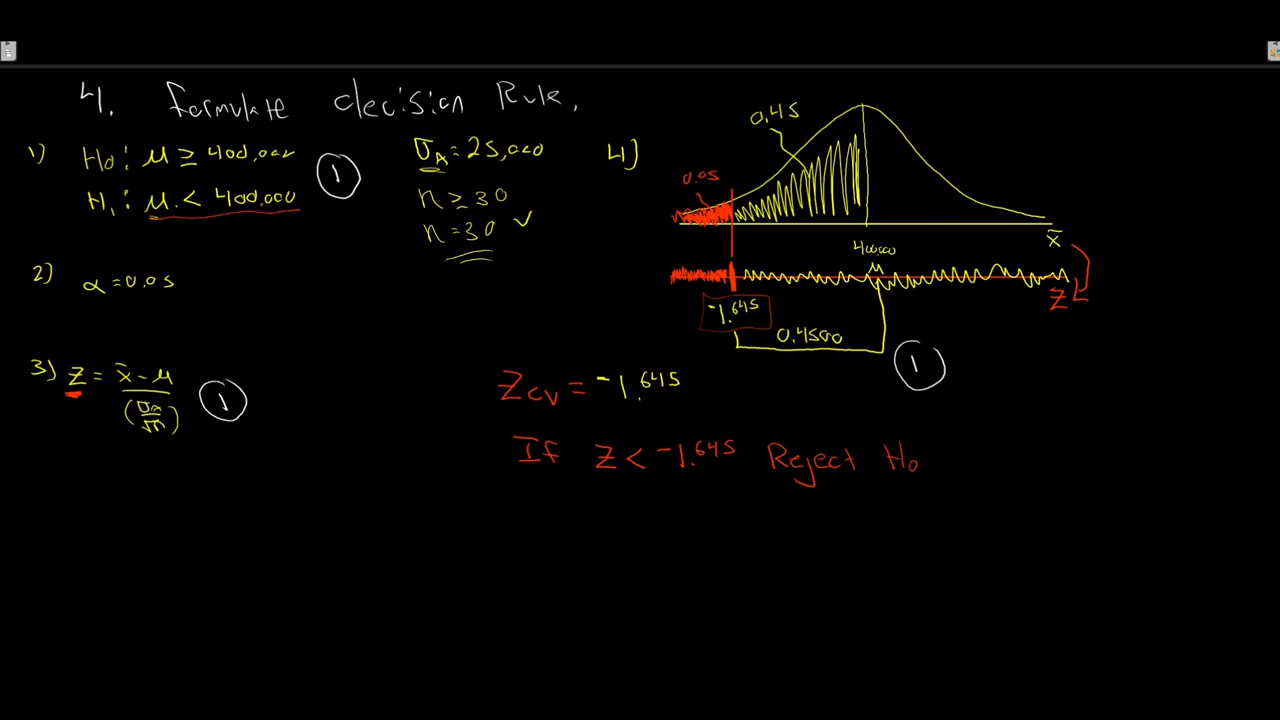 4. Formulate decision Rule.
1) H0: μ ≥ 400,000
H1: μ < 400,000
1
σA = 25,000
n ≥ 30
n = 30 ✓
2) α = 0.05
3) z = x̄ - μ / (σA/√n)
1
4)
0.45
0.05
x̄
400,000
μ
Z
-1.645
0.4500
1
Zcv = -1.645
If Z < -1.645 Reject H0